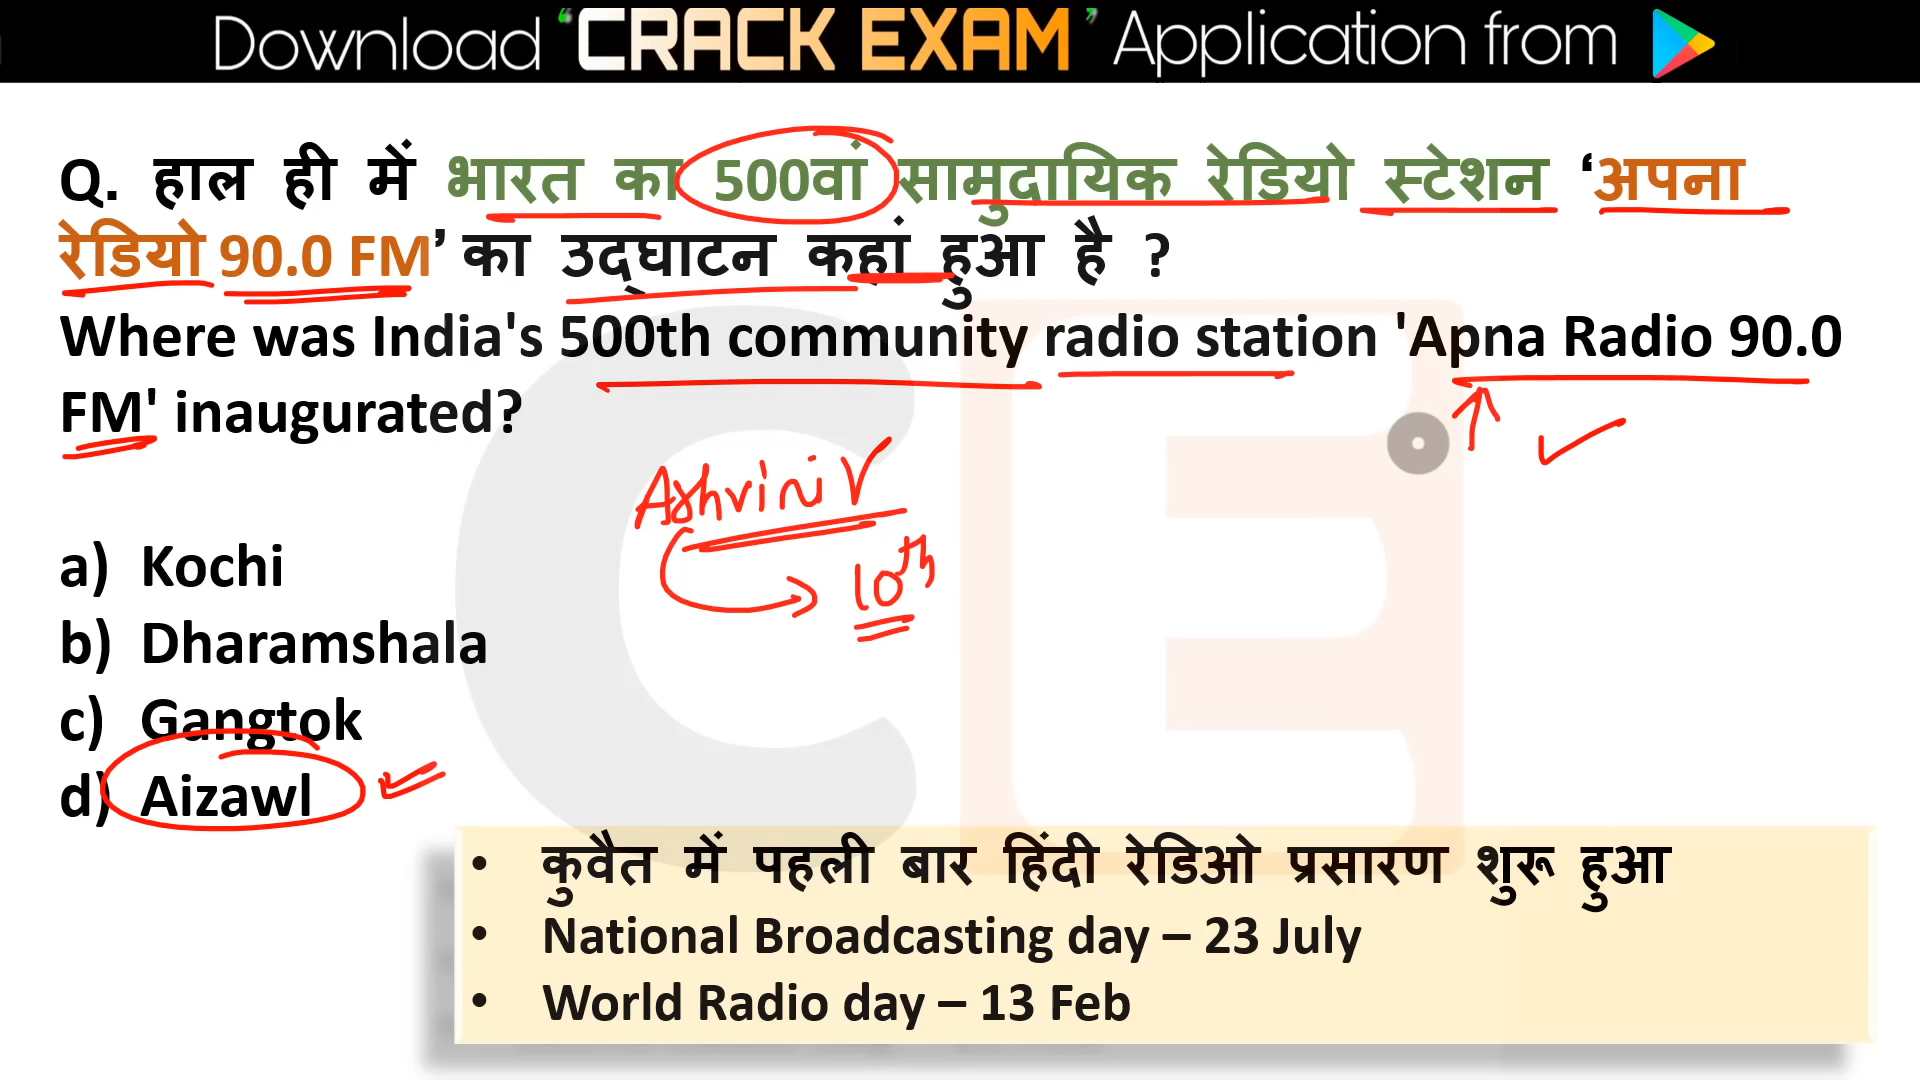 Download ‘CRACK EXAM’ Application from
Q. हाल ही में भारत का 500वां सामुदायिक रेडियो स्टेशन ‘अपना
रेडियो 90.0 FM’ का उद्घाटन कहां हुआ है ?
Where was India's 500th community radio station 'Apna Radio 90.0
FM' inaugurated?
Ashvini V
10th
a) Kochi
b) Dharamshala
c) Gangtok
d) Aizawl
• कुवैत में पहली बार हिंदी रेडिओ प्रसारण शुरू हुआ
• National Broadcasting day – 23 July
• World Radio day – 13 Feb
CE